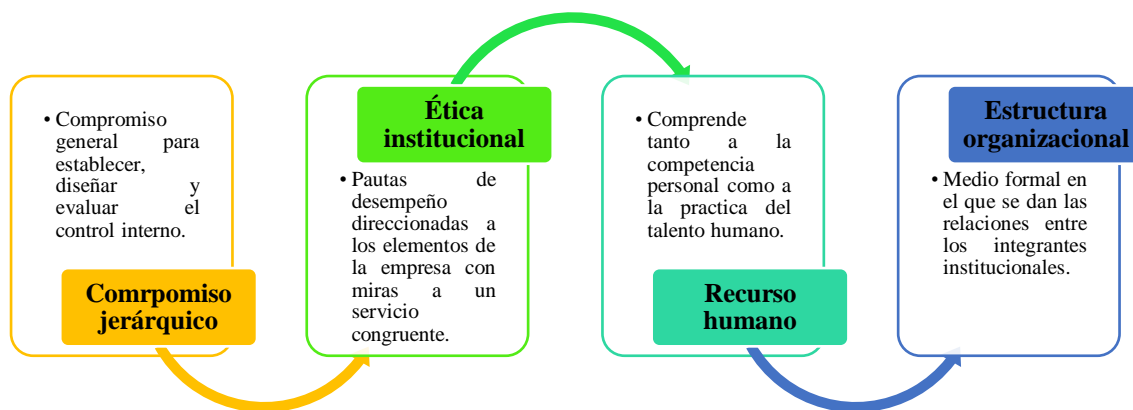 • Compromiso
general para
establecer,
diseñar y
evaluar el
control interno.
Comrpomiso
jerárquico
Ética
institucional
• Pautas de
desempeño
direccionadas a
los elementos de
la empresa con
miras a un
servicio
congruente.
• Comprende
tanto a la
competencia
personal como a
la practica del
talento humano.
Recurso
humano
Estructura
organizacional
• Medio formal en
el que se dan las
relaciones entre
los integrantes
institucionales.